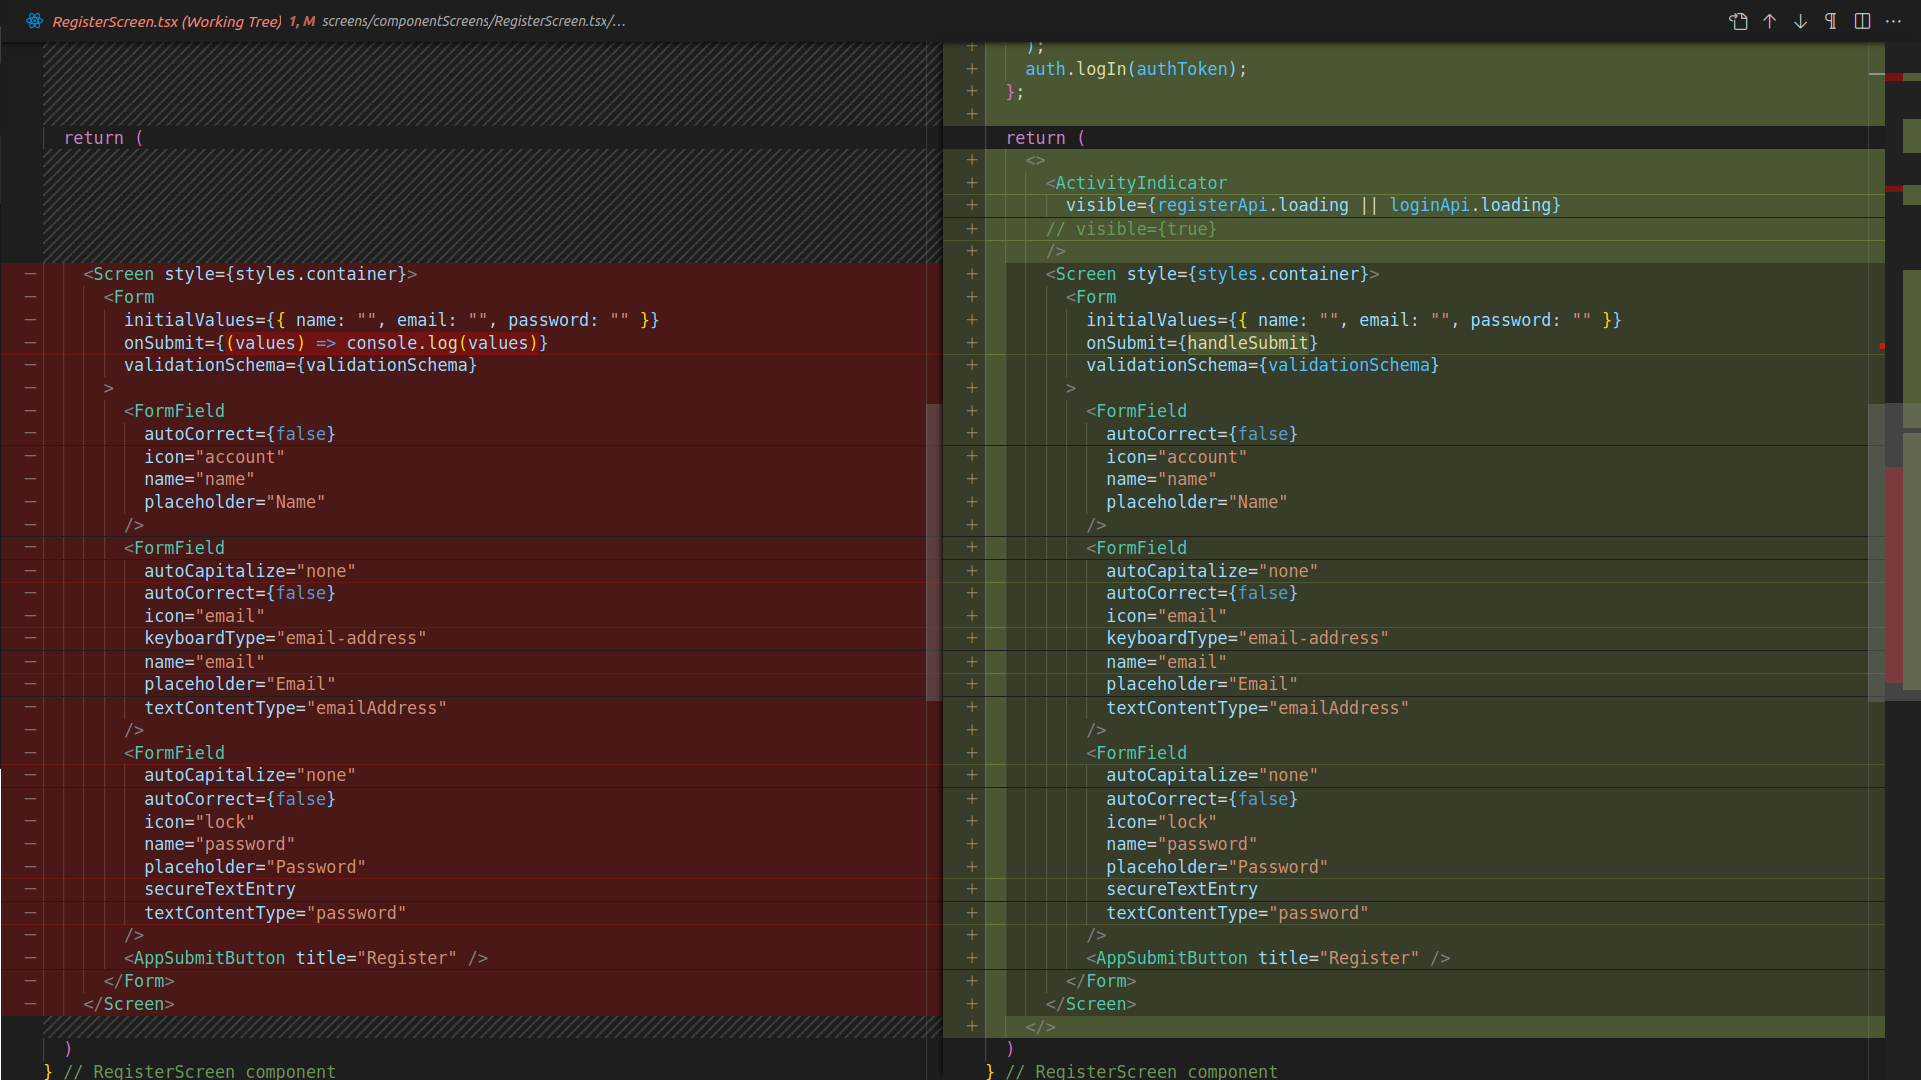 RegisterScreen.tsx (Working Tree) 1, M screens/componentScreens/RegisterScreen.tsx/...
return (
- <Screen style={styles.container}>
- <Form
- initialValues={{ name: "", email: "", password: "" }}
- onSubmit={(values) => console.log(values)}
- validationSchema={validationSchema}
- >
- <FormField
- autoCorrect={false}
- icon="account"
- name="name"
- placeholder="Name"
- />
- <FormField
- autoCapitalize="none"
- autoCorrect={false}
- icon="email"
- keyboardType="email-address"
- name="email"
- placeholder="Email"
- textContentType="emailAddress"
- />
- <FormField
- autoCapitalize="none"
- autoCorrect={false}
- icon="lock"
- name="password"
- placeholder="Password"
- secureTextEntry
- textContentType="password"
- />
- <AppSubmitButton title="Register" />
- </Form>
- </Screen>
)
} // RegisterScreen component
+ );
+ auth.logIn(authToken);
+ };
+
return (
+ <>
+ <ActivityIndicator
+ visible={registerApi.loading || loginApi.loading}
+ // visible={true}
+ />
+ <Screen style={styles.container}>
+ <Form
+ initialValues={{ name: "", email: "", password: "" }}
+ onSubmit={handleSubmit}
+ validationSchema={validationSchema}
+ >
+ <FormField
+ autoCorrect={false}
+ icon="account"
+ name="name"
+ placeholder="Name"
+ />
+ <FormField
+ autoCapitalize="none"
+ autoCorrect={false}
+ icon="email"
+ keyboardType="email-address"
+ name="email"
+ placeholder="Email"
+ textContentType="emailAddress"
+ />
+ <FormField
+ autoCapitalize="none"
+ autoCorrect={false}
+ icon="lock"
+ name="password"
+ placeholder="Password"
+ secureTextEntry
+ textContentType="password"
+ />
+ <AppSubmitButton title="Register" />
+ </Form>
+ </Screen>
+ </>
)
} // RegisterScreen component